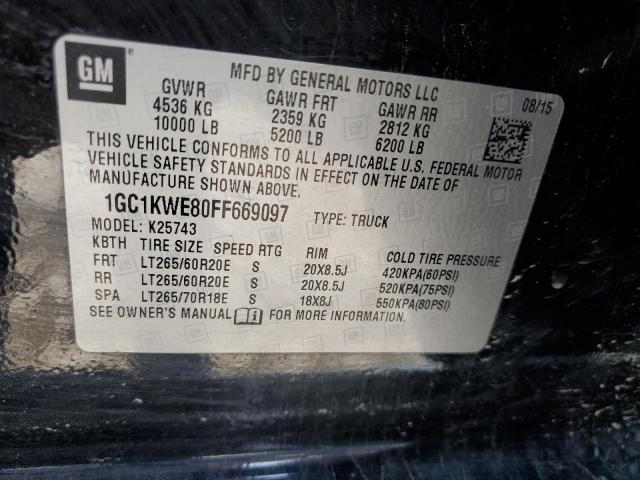 GM
MFD BY GENERAL MOTORS LLC
08/15
GVWR GAWR FRT GAWR RR
4536 KG 2359 KG 2812 KG
10000 LB 5200 LB 6200 LB
THIS VEHICLE CONFORMS TO ALL APPLICABLE U.S. FEDERAL MOTOR
VEHICLE SAFETY STANDARDS IN EFFECT ON THE DATE OF
MANUFACTURE SHOWN ABOVE.
1GC1KWE80FF669097 TYPE: TRUCK
MODEL: K25743
KBTH TIRE SIZE SPEED RTG RIM COLD TIRE PRESSURE
FRT LT265/60R20E S 20X8.5J 420KPA(60PSI)
RR LT265/60R20E S 20X8.5J 520KPA(75PSI)
SPA LT265/70R18E S 18X8J 550KPA(80PSI)
SEE OWNER'S MANUAL FOR MORE INFORMATION.